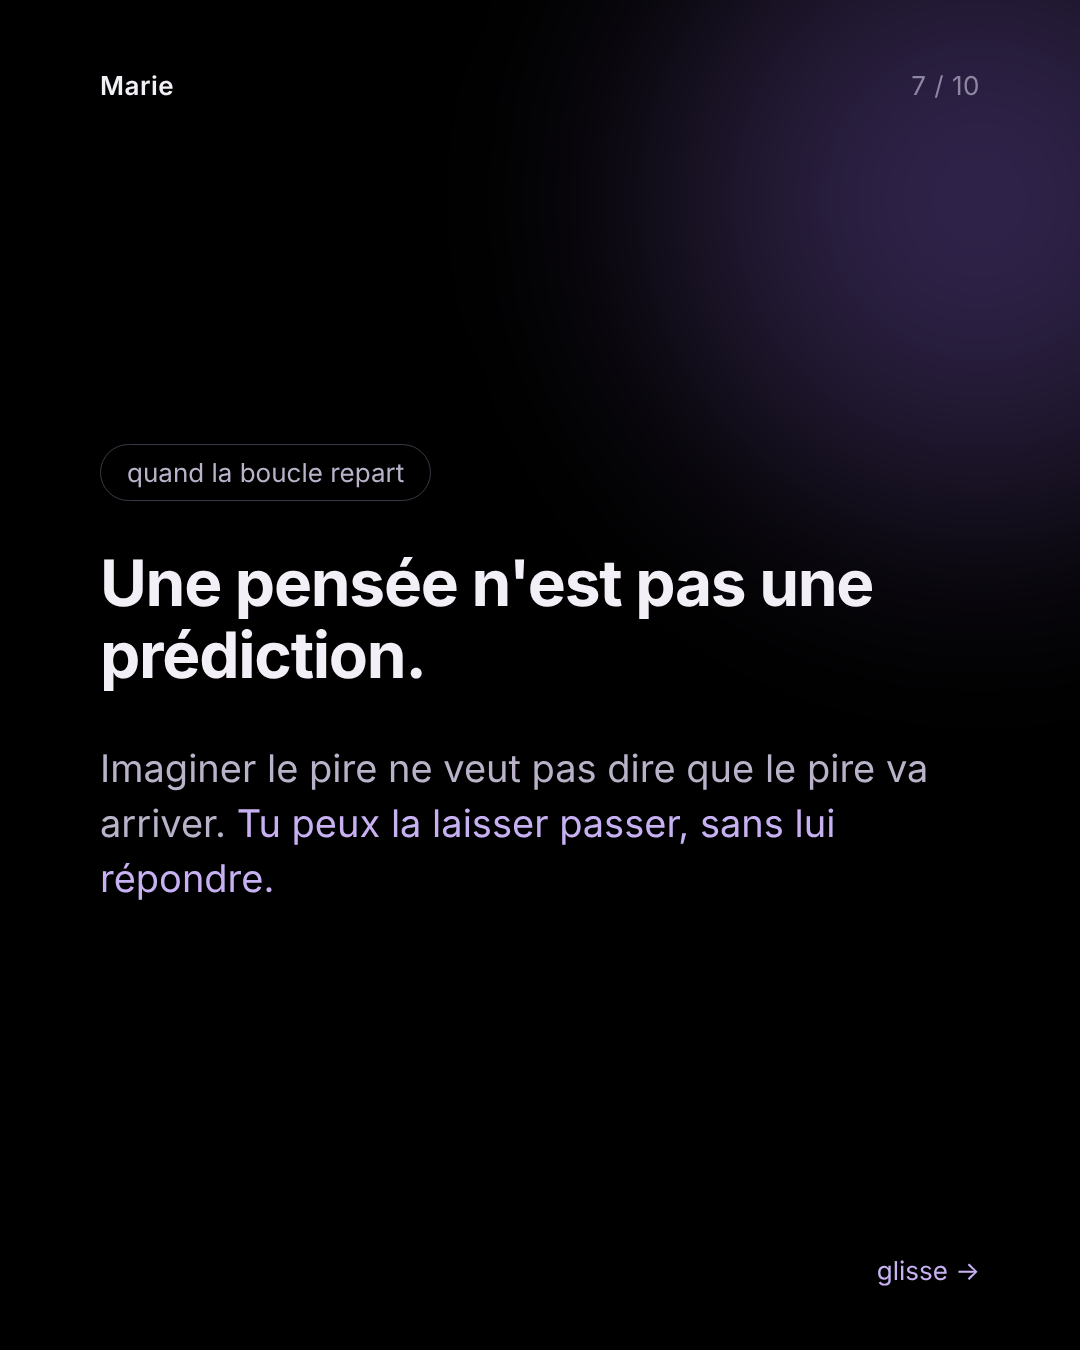 Marie
7 / 10
quand la boucle repart
Une pensée n'est pas une
prédiction.
Imaginer le pire ne veut pas dire que le pire va
arriver. Tu peux la laisser passer, sans lui
répondre.
glisse →